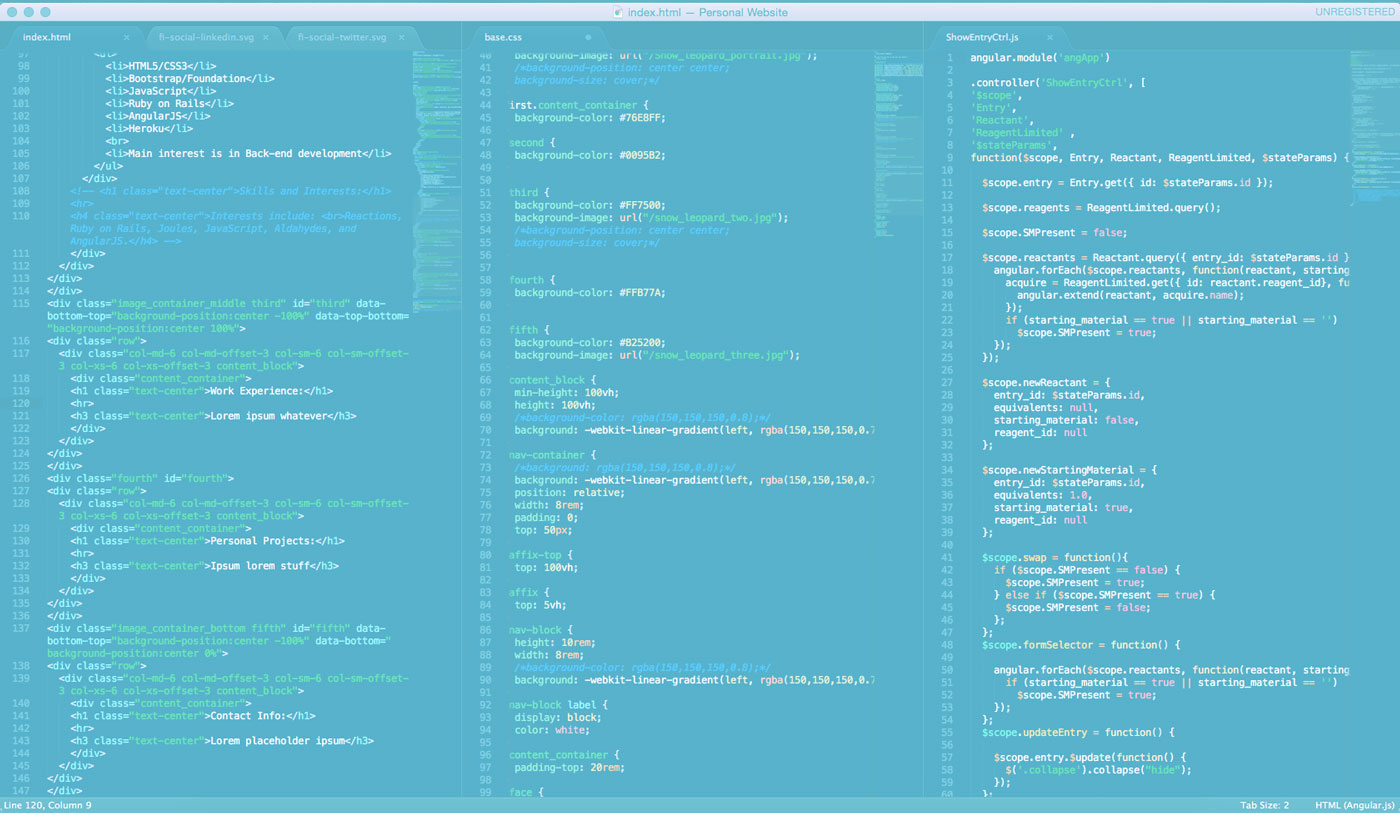 index.html — Personal Website
UNREGISTERED
index.html ×
fi-social-linkedin.svg ×
fi-social-twitter.svg ×
97 <ul>
98 <li>HTML5/CSS3</li>
99 <li>Bootstrap/Foundation</li>
100 <li>JavaScript</li>
101 <li>Ruby on Rails</li>
102 <li>AngularJS</li>
103 <li>Heroku</li>
104 <br>
105 <li>Main interest is in Back-end development</li>
106 </ul>
107 </div>
108 <!-- <h1 class="text-center">Skills and Interests:</h1>
109 <hr>
110 <h4 class="text-center">Interests include: <br>Reactions,
Ruby on Rails, Joules, JavaScript, Aldahydes, and
AngularJS.</h4> -->
111 </div>
112 </div>
113 </div>
114 </div>
115 <div class="image_container_middle third" id="third" data-
bottom-top="background-position:center -100%" data-top-bottom=
"background-position:center 100%">
116 <div class="row">
117 <div class="col-md-6 col-md-offset-3 col-sm-6 col-sm-offset-
3 col-xs-6 col-xs-offset-3 content_block">
118 <div class="content_container">
119 <h1 class="text-center">Work Experience:</h1>
120 <hr>
121 <h3 class="text-center">Lorem ipsum whatever</h3>
122 </div>
123 </div>
124 </div>
125 </div>
126 <div class="fourth" id="fourth">
127 <div class="row">
128 <div class="col-md-6 col-md-offset-3 col-sm-6 col-sm-offset-
3 col-xs-6 col-xs-offset-3 content_block">
129 <div class="content_container">
130 <h1 class="text-center">Personal Projects:</h1>
131 <hr>
132 <h3 class="text-center">Ipsum lorem stuff</h3>
133 </div>
134 </div>
135 </div>
136 </div>
137 <div class="image_container_bottom fifth" id="fifth" data-
bottom-top="background-position:center -100%" data-bottom="
background-position:center 0%">
138 <div class="row">
139 <div class="col-md-6 col-md-offset-3 col-sm-6 col-sm-offset-
3 col-xs-6 col-xs-offset-3 content_block">
140 <div class="content_container">
141 <h1 class="text-center">Contact Info:</h1>
142 <hr>
143 <h3 class="text-center">Lorem placeholder ipsum</h3>
144 </div>
145 </div>
146 </div>
147 </div>
base.css
40 background-image: url("/snow_leopard_portrait.jpg");
41 /*background-position: center center;
42 background-size: cover;*/
43
44 irst.content_container {
45 background-color: #76E8FF;
46
47 second {
48 background-color: #0095B2;
49
50
51 third {
52 background-color: #FF7500;
53 background-image: url("/snow_leopard_two.jpg");
54 /*background-position: center center;
55 background-size: cover;*/
56
57
58 fourth {
59 background-color: #FFB77A;
60
61
62 fifth {
63 background-color: #B25200;
64 background-image: url("/snow_leopard_three.jpg");
65
66 content_block {
67 min-height: 100vh;
68 height: 100vh;
69 /*background-color: rgba(150,150,150,0.8);*/
70 background: -webkit-linear-gradient(left, rgba(150,150,150,0.7
71
72 nav-container {
73 /*background: rgba(150,150,150,0.8);*/
74 background: -webkit-linear-gradient(left, rgba(150,150,150,0.7
75 position: relative;
76 width: 8rem;
77 padding: 0;
78 top: 50px;
79
80 affix-top {
81 top: 100vh;
82
83 affix {
84 top: 5vh;
85
86 nav-block {
87 height: 10rem;
88 width: 8rem;
89 /*background-color: rgba(150,150,150,0.8);*/
90 background: -webkit-linear-gradient(left, rgba(150,150,150,0.7
91
92 nav-block label {
93 display: block;
94 color: white;
95
96 content_container {
97 padding-top: 20rem;
98
99 face {
ShowEntryCtrl.js ×
1 angular.module('angApp')
2
3 .controller('ShowEntryCtrl', [
4 '$scope',
5 'Entry',
6 'Reactant',
7 'ReagentLimited' ,
8 '$stateParams',
9 function($scope, Entry, Reactant, ReagentLimited, $stateParams) {
10
11 $scope.entry = Entry.get({ id: $stateParams.id });
12
13 $scope.reagents = ReagentLimited.query();
14
15 $scope.SMPresent = false;
16
17 $scope.reactants = Reactant.query({ entry_id: $stateParams.id }
18 angular.forEach($scope.reactants, function(reactant, starting
19 acquire = ReagentLimited.get({ id: reactant.reagent_id}, fu
20 angular.extend(reactant, acquire.name);
21 });
22 if (starting_material == true || starting_material == '')
23 $scope.SMPresent = true;
24 });
25 });
26
27 $scope.newReactant = {
28 entry_id: $stateParams.id,
29 equivalents: null,
30 starting_material: false,
31 reagent_id: null
32 };
33
34 $scope.newStartingMaterial = {
35 entry_id: $stateParams.id,
36 equivalents: 1.0,
37 starting_material: true,
38 reagent_id: null
39 };
40
41 $scope.swap = function(){
42 if ($scope.SMPresent == false) {
43 $scope.SMPresent = true;
44 } else if ($scope.SMPresent == true) {
45 $scope.SMPresent = false;
46 };
47 };
48 $scope.formSelector = function() {
49
50 angular.forEach($scope.reactants, function(reactant, starting
51 if (starting_material == true || starting_material == '')
52 $scope.SMPresent = true;
53 });
54 };
55 $scope.updateEntry = function() {
56
57 $scope.entry.$update(function() {
58 $('.collapse').collapse("hide");
59 });
60 };
Line 120, Column 9
Tab Size: 2
HTML (Angular.js)